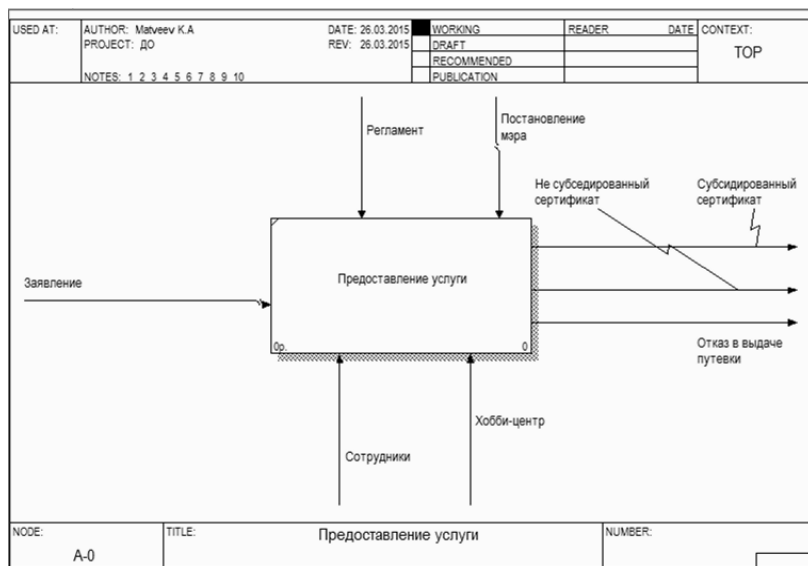 USED AT:
AUTHOR: Matveev K.A
DATE: 26.03.2015
WORKING
READER
DATE
CONTEXT:
PROJECT: ДО
REV: 26.03.2015
DRAFT
TOP
RECOMMENDED
NOTES: 1 2 3 4 5 6 7 8 9 10
PUBLICATION
Регламент
Постановление
мэра
Не субседированный
сертификат
Субсидированный
сертификат
Заявление
Предоставление услуги
0р.
0
Отказ в выдаче
путевки
Хобби-центр
Сотрудники
NODE:
TITLE:
Предоставление услуги
NUMBER:
A-0